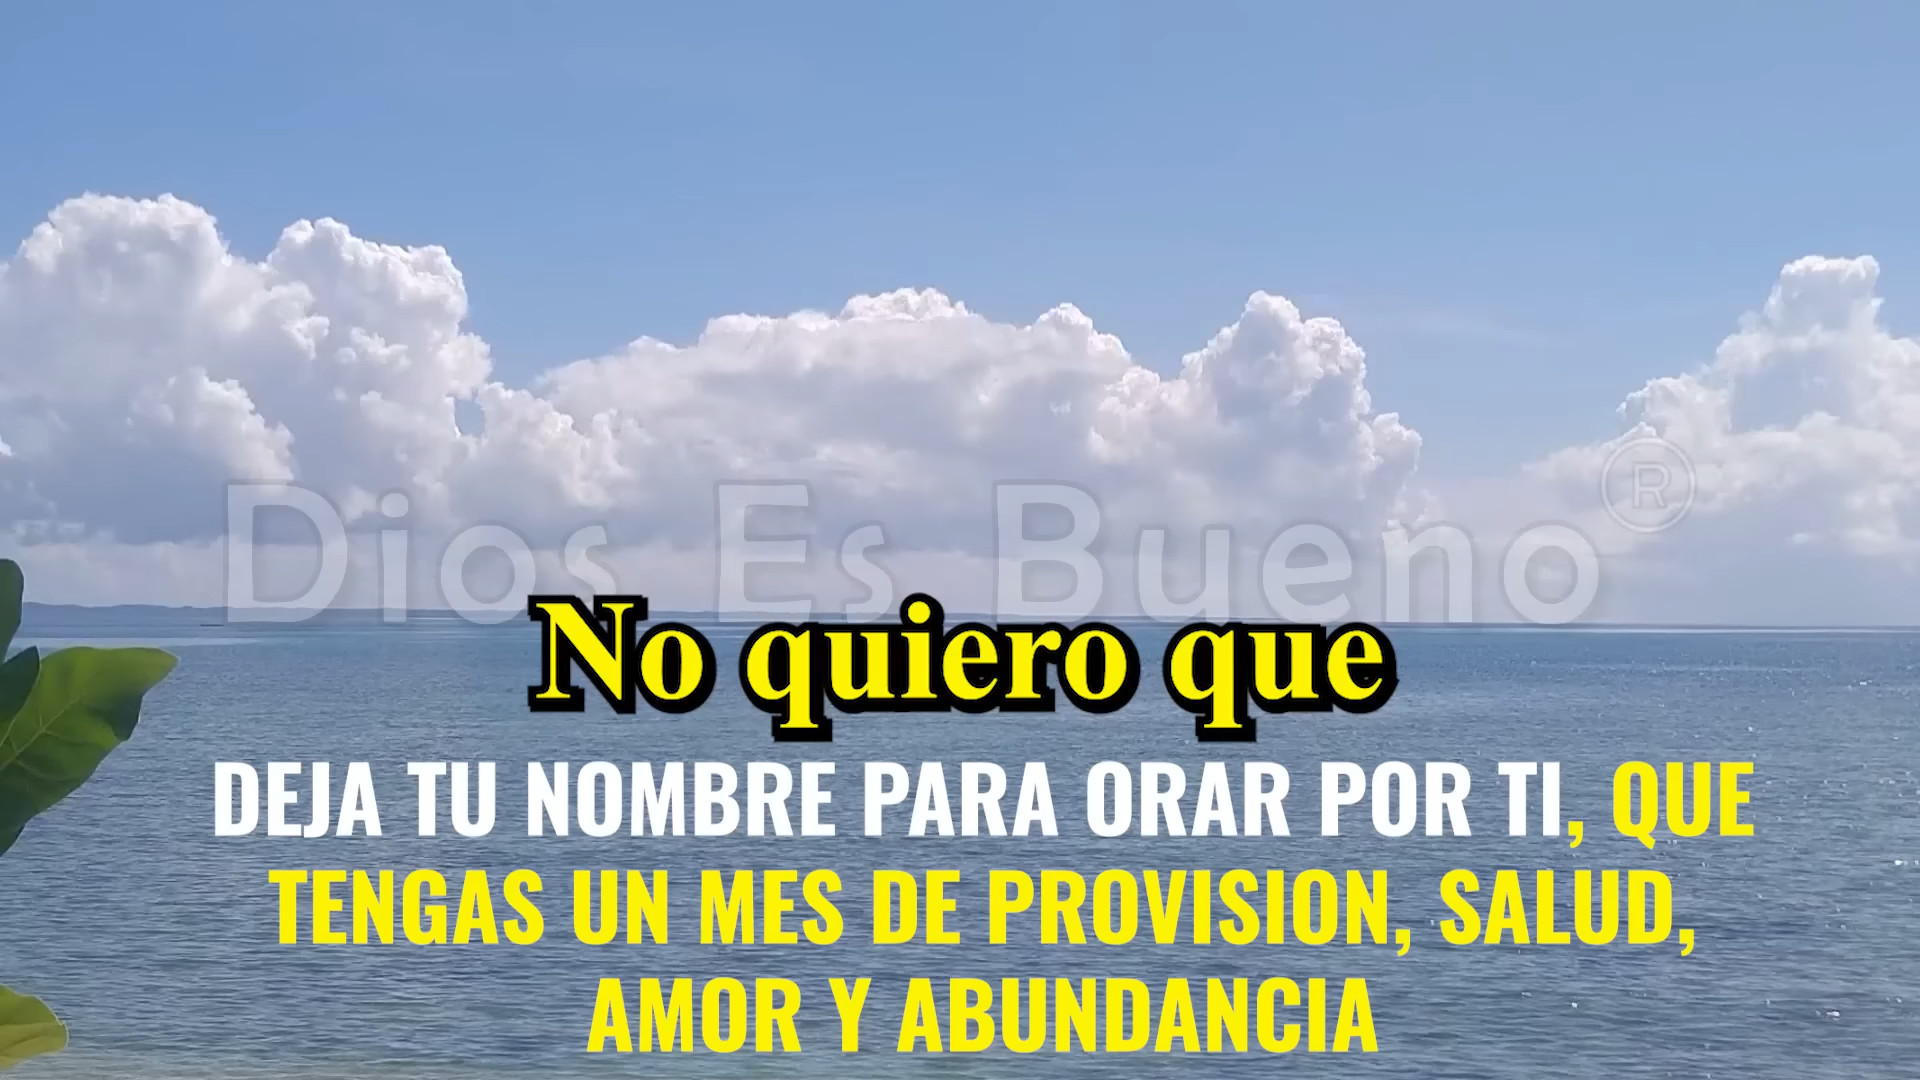 Dios Es Bueno ®
No quiero que
DEJA TU NOMBRE PARA ORAR POR TI, QUE
TENGAS UN MES DE PROVISION, SALUD,
AMOR Y ABUNDANCIA